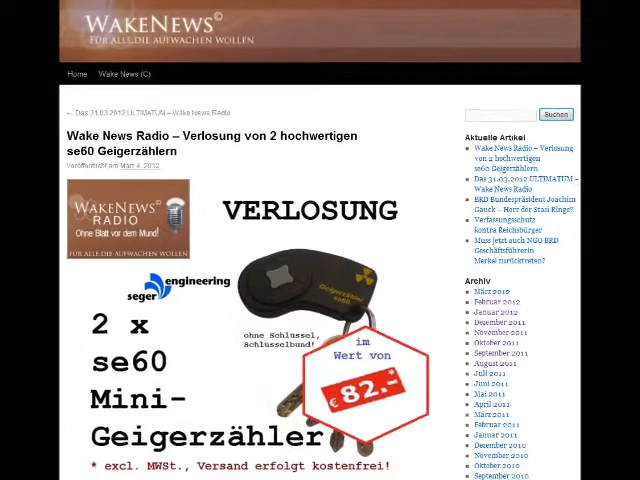 WAKENEWS©
FÜR ALLE, DIE AUFWACHEN WOLLEN
Home
Wake News (C)
← Das 31.03.2012 ULTIMATUM – Wake News Radio
Wake News Radio – Verlosung von 2 hochwertigen
se60 Geigerzählern
Veröffentlicht am März 4, 2012
WAKENEWS©
RADIO
Ohne Blatt vor dem Mund!
FÜR ALLE, DIE AUFWACHEN WOLLEN
VERLOSUNG
seger engineering
Geigerzähler
se60
ohne Schlüssel,
Schlüsselbund!
im
Wert von
€ 82.-*
2 x
se60
Mini-
Geigerzähler
* excl. MWSt., Versand erfolgt kostenfrei!
Suchen
Aktuelle Artikel
Wake News Radio – Verlosung
von 2 hochwertigen
se60 Geigerzählern
Das 31.03.2012 ULTIMATUM –
Wake News Radio
BRD Bundespräsident Joachim
Gauck – Herr der Stasi Ringe?
Verfassungsschutz
kontra Reichsbürger
Muss jetzt auch NGO BRD
Geschäftsführerin
Merkel zurücktreten?
Archiv
März 2012
Februar 2012
Januar 2012
Dezember 2011
November 2011
Oktober 2011
September 2011
August 2011
Juli 2011
Juni 2011
Mai 2011
April 2011
März 2011
Februar 2011
Januar 2011
Dezember 2010
November 2010
Oktober 2010
September 2010